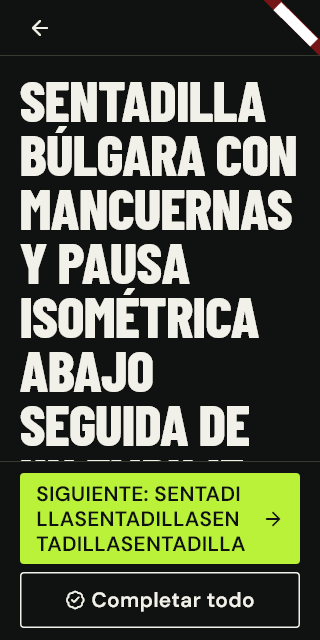 SENTADILLA
BÚLGARA CON
MANCUERNAS
Y PAUSA
ISOMÉTRICA
ABAJO
SEGUIDA DE
SIGUIENTE: SENTADI
LLASENTADILLASEN
TADILLASENTADILLA
Completar todo